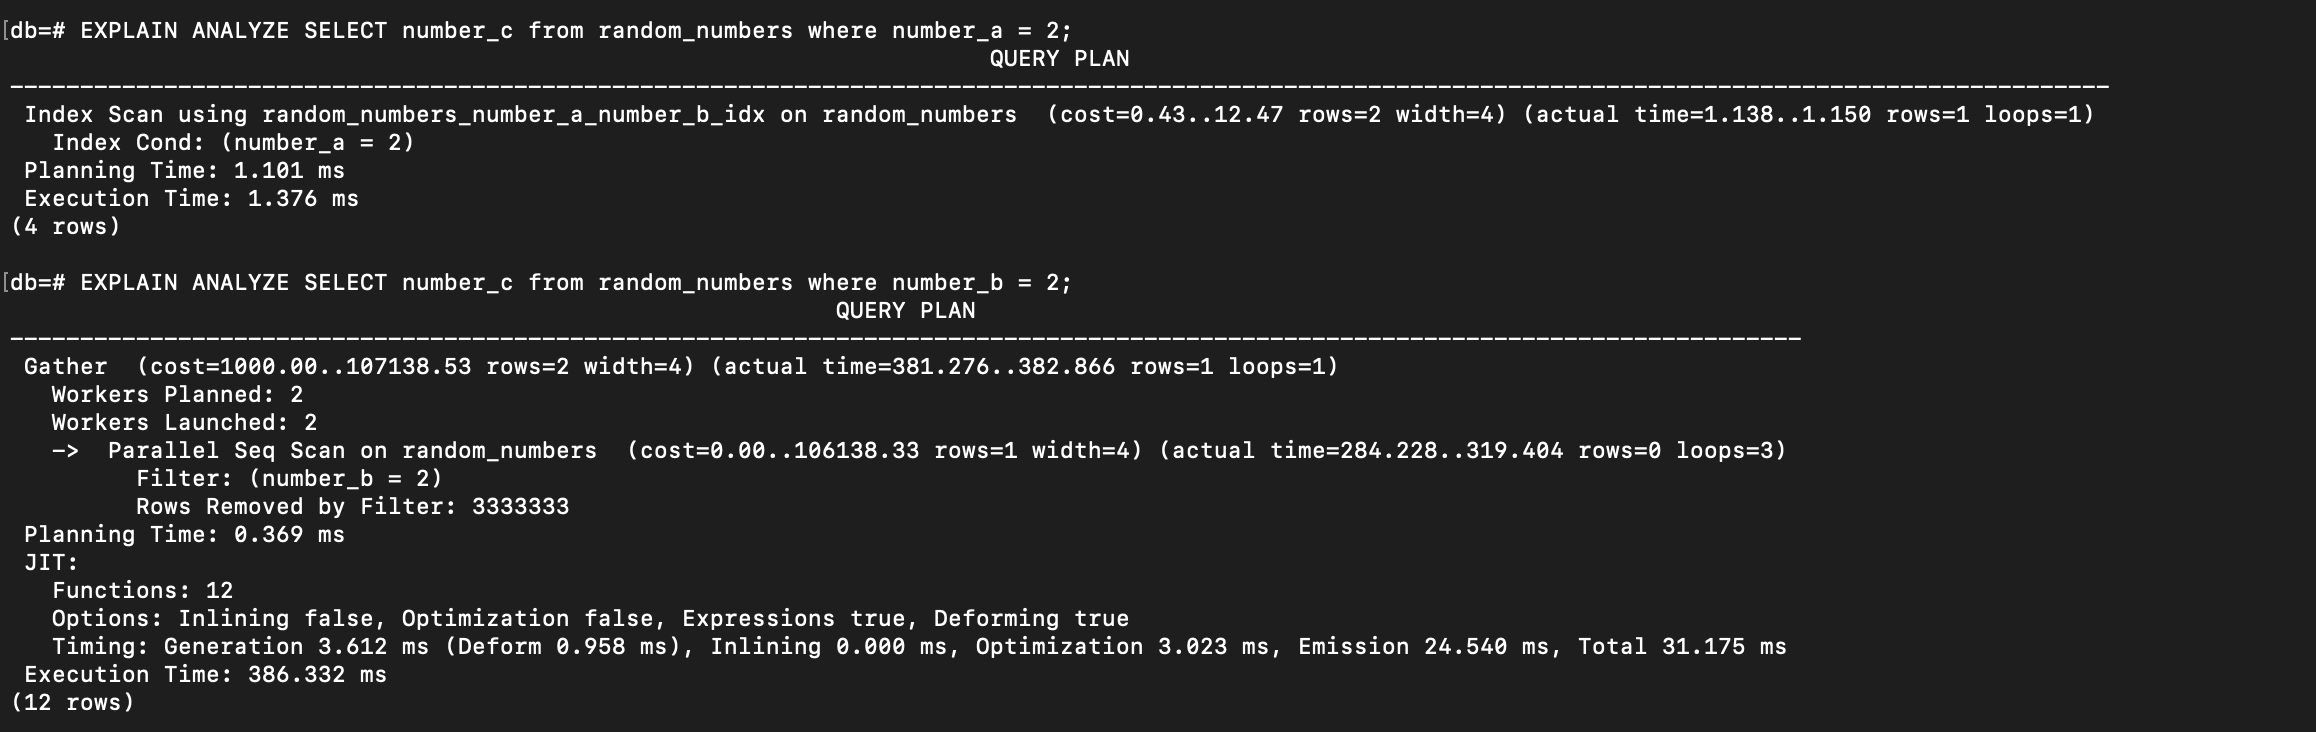 [db=# EXPLAIN ANALYZE SELECT number_c from random_numbers where number_a = 2;
QUERY PLAN
Index Scan using random_numbers_number_a_number_b_idx on random_numbers  (cost=0.43..12.47 rows=2 width=4) (actual time=1.138..1.150 rows=1 loops=1)
Index Cond: (number_a = 2)
Planning Time: 1.101 ms
Execution Time: 1.376 ms
(4 rows)
[db=# EXPLAIN ANALYZE SELECT number_c from random_numbers where number_b = 2;
QUERY PLAN
Gather  (cost=1000.00..107138.53 rows=2 width=4) (actual time=381.276..382.866 rows=1 loops=1)
Workers Planned: 2
Workers Launched: 2
->  Parallel Seq Scan on random_numbers  (cost=0.00..106138.33 rows=1 width=4) (actual time=284.228..319.404 rows=0 loops=3)
Filter: (number_b = 2)
Rows Removed by Filter: 3333333
Planning Time: 0.369 ms
JIT:
Functions: 12
Options: Inlining false, Optimization false, Expressions true, Deforming true
Timing: Generation 3.612 ms (Deform 0.958 ms), Inlining 0.000 ms, Optimization 3.023 ms, Emission 24.540 ms, Total 31.175 ms
Execution Time: 386.332 ms
(12 rows)